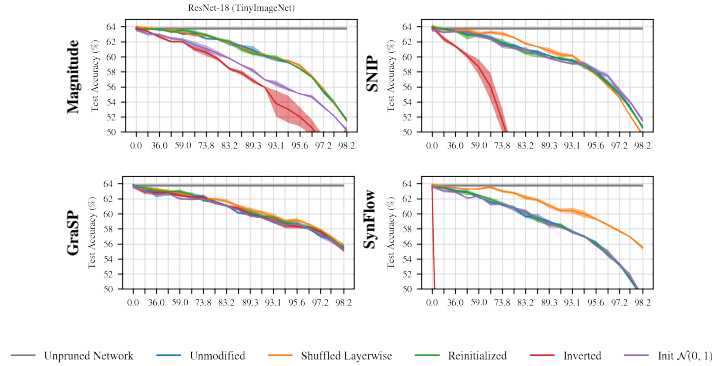 ResNet-18 (TinyImageNet)
Magnitude
Test Accuracy (%)
64
62
60
58
56
54
52
50
0.0 36.0 59.0 73.8 83.2 89.3 93.1 95.6 97.2 98.2
SNIP
64
62
60
58
56
54
52
50
0.0 36.0 59.0 73.8 83.2 89.3 93.1 95.6 97.2 98.2
GraSP
Test Accuracy (%)
64
62
60
58
56
54
52
50
0.0 36.0 59.0 73.8 83.2 89.3 93.1 95.6 97.2 98.2
SynFlow
64
62
60
58
56
54
52
50
0.0 36.0 59.0 73.8 83.2 89.3 93.1 95.6 97.2 98.2
Unpruned Network Unmodified Shuffled Layerwise Reinitialized Inverted Init 𝒩(0, 1)